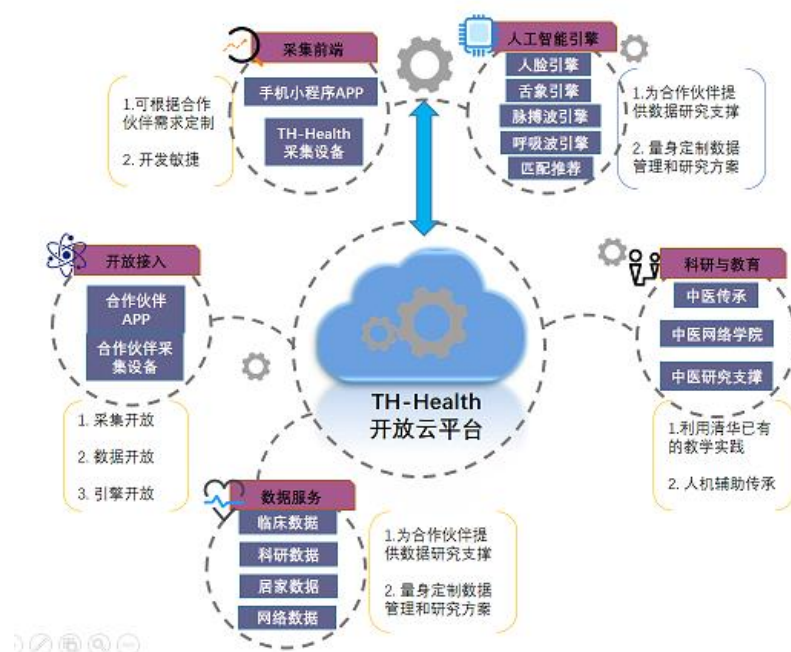 采集前端
手机小程序APP
TH-Health
采集设备
1.可根据合作
伙伴需求定制
2. 开发敏捷
人工智能引擎
人脸引擎
舌象引擎
脉搏波引擎
呼吸波引擎
匹配推荐
1.为合作伙伴提
供数据研究支撑
2. 量身定制数据
管理和研究方案
开放接入
合作伙伴
APP
合作伙伴采
集设备
1. 采集开放
2. 数据开放
3. 引擎开放
TH-Health
开放云平台
科研与教育
中医传承
中医网络学院
中医研究支撑
1.利用清华已有
的教学实践
2. 人机辅助传承
数据服务
临床数据
科研数据
居家数据
网络数据
1.为合作伙伴提
供数据研究支撑
2. 量身定制数据
管理和研究方案